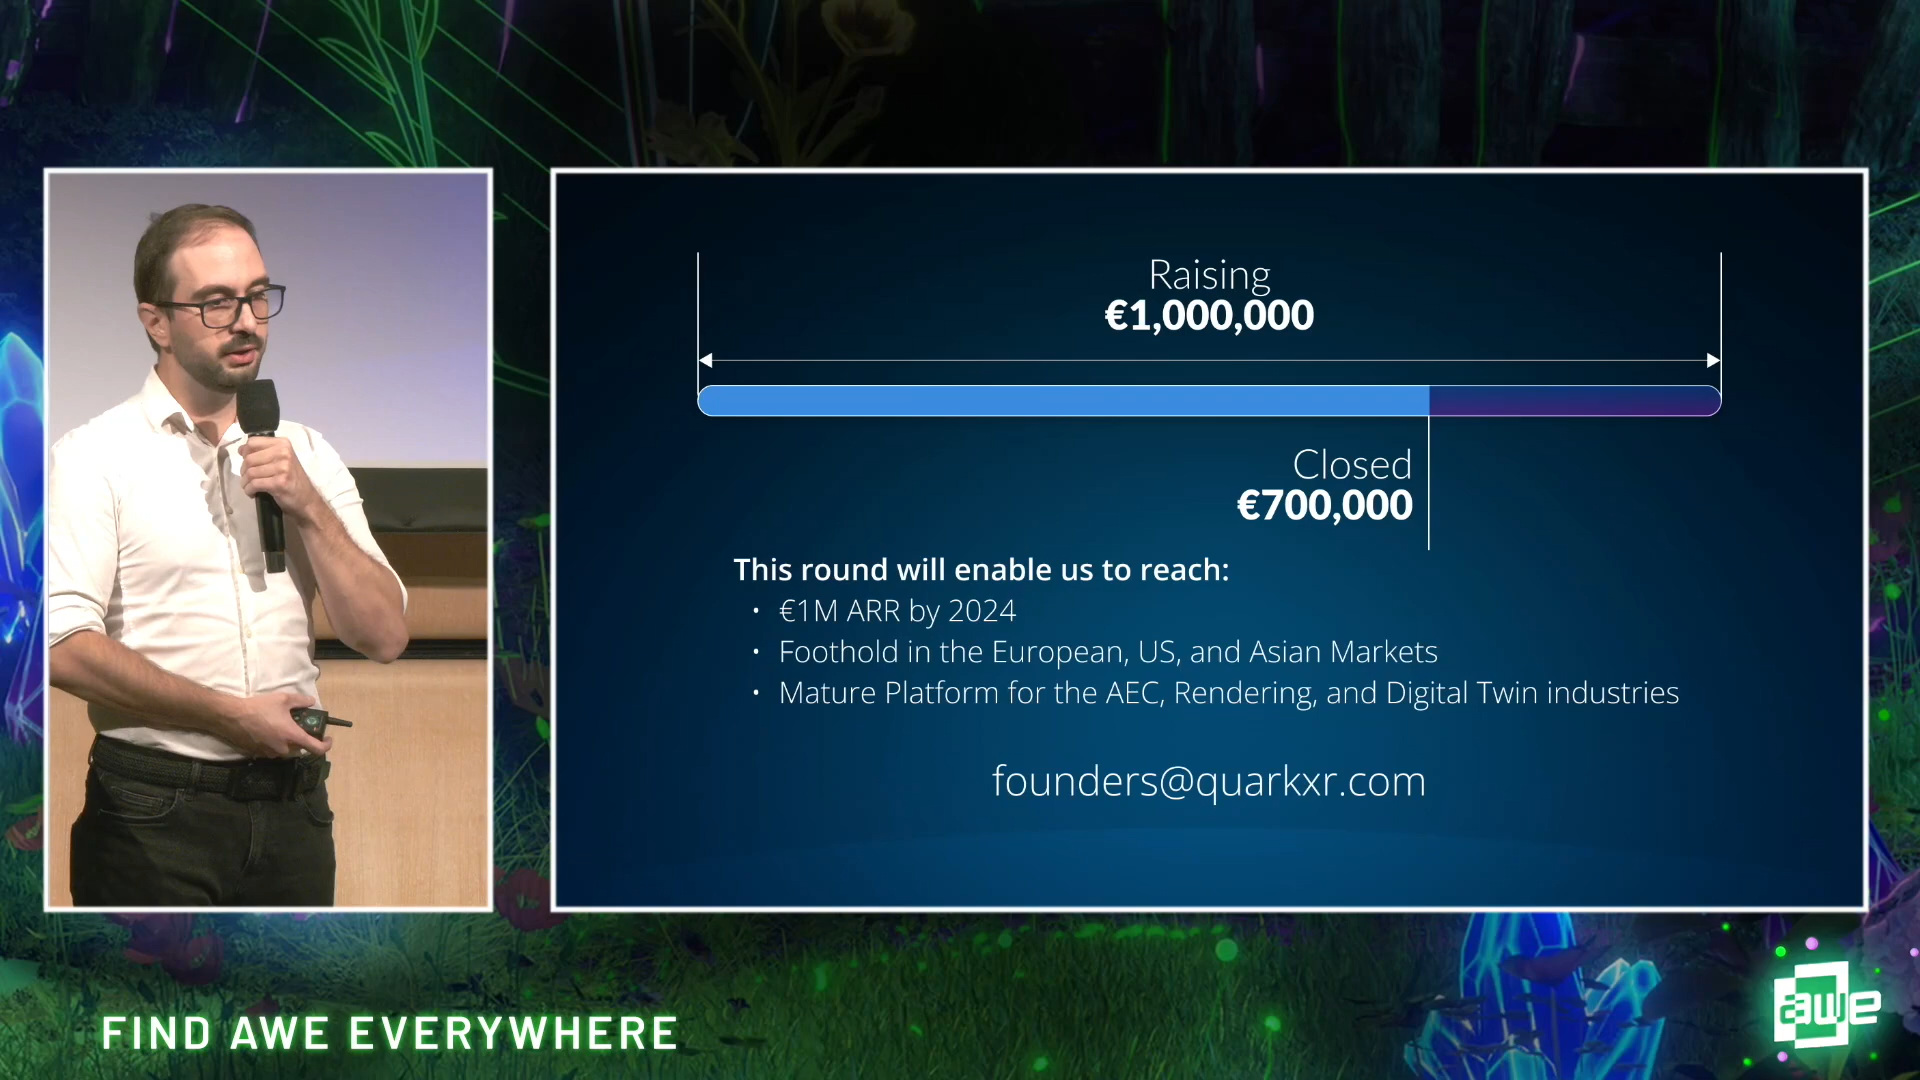 Raising
€1,000,000
Closed
€700,000
This round will enable us to reach:
• €1M ARR by 2024
• Foothold in the European, US, and Asian Markets
• Mature Platform for the AEC, Rendering, and Digital Twin industries
founders@quarkxr.com
FIND AWE EVERYWHERE
awe